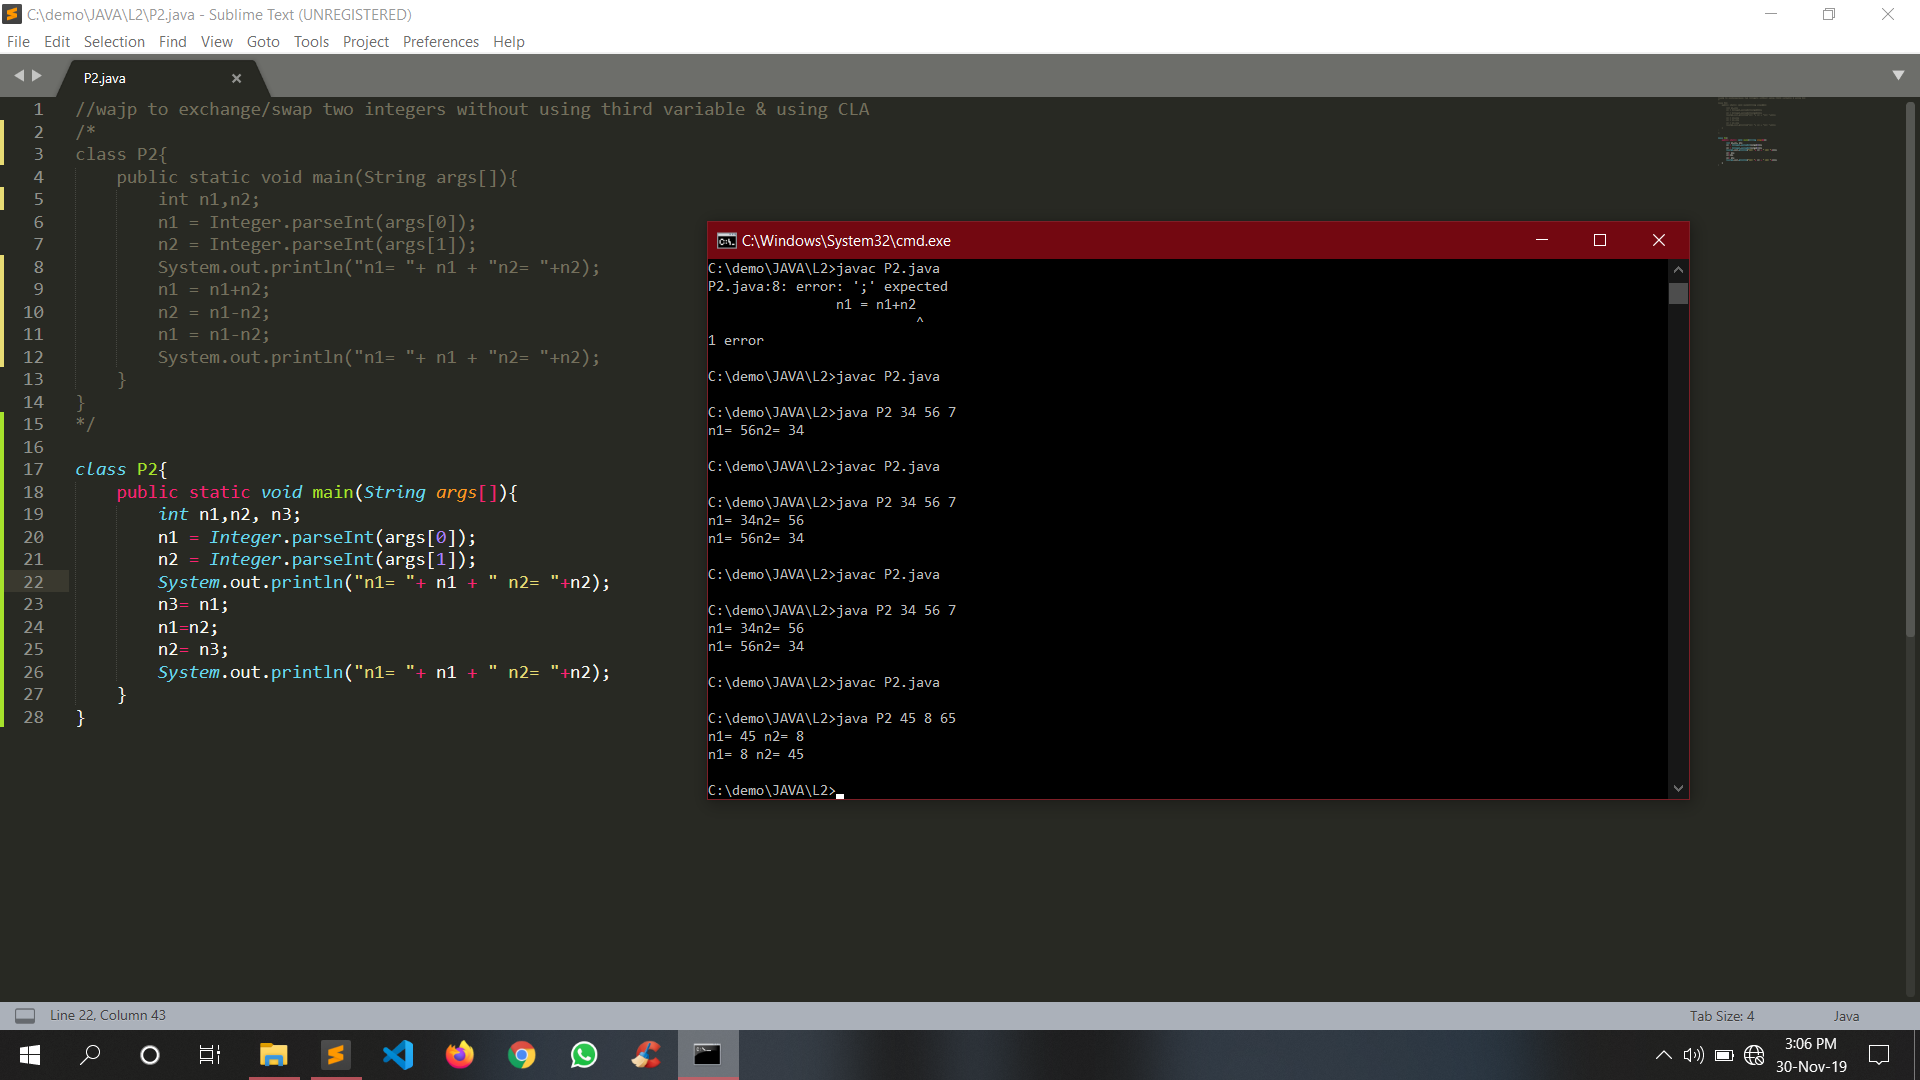 C:\demo\JAVA\L2\P2.java - Sublime Text (UNREGISTERED)
File Edit Selection Find View Goto Tools Project Preferences Help
P2.java
1 //wajp to exchange/swap two integers without using third variable & using CLA
2 /*
3 class P2{
4 public static void main(String args[]){
5 int n1,n2;
6 n1 = Integer.parseInt(args[0]);
7 n2 = Integer.parseInt(args[1]);
8 System.out.println("n1= "+ n1 + "n2= "+n2);
9 n1 = n1+n2;
10 n2 = n1-n2;
11 n1 = n1-n2;
12 System.out.println("n1= "+ n1 + "n2= "+n2);
13 }
14 }
15 */
16
17 class P2{
18 public static void main(String args[]){
19 int n1,n2, n3;
20 n1 = Integer.parseInt(args[0]);
21 n2 = Integer.parseInt(args[1]);
22 System.out.println("n1= "+ n1 + " n2= "+n2);
23 n3= n1;
24 n1=n2;
25 n2= n3;
26 System.out.println("n1= "+ n1 + " n2= "+n2);
27 }
28 }
C:\Windows\System32\cmd.exe
C:\demo\JAVA\L2>javac P2.java
P2.java:8: error: ';' expected
n1 = n1+n2
^
1 error
C:\demo\JAVA\L2>javac P2.java
C:\demo\JAVA\L2>java P2 34 56 7
n1= 56n2= 34
C:\demo\JAVA\L2>javac P2.java
C:\demo\JAVA\L2>java P2 34 56 7
n1= 34n2= 56
n1= 56n2= 34
C:\demo\JAVA\L2>javac P2.java
C:\demo\JAVA\L2>java P2 34 56 7
n1= 34n2= 56
n1= 56n2= 34
C:\demo\JAVA\L2>javac P2.java
C:\demo\JAVA\L2>java P2 45 8 65
n1= 45 n2= 8
n1= 8 n2= 45
C:\demo\JAVA\L2>
Line 22, Column 43
Tab Size: 4
Java
3:06 PM
30-Nov-19